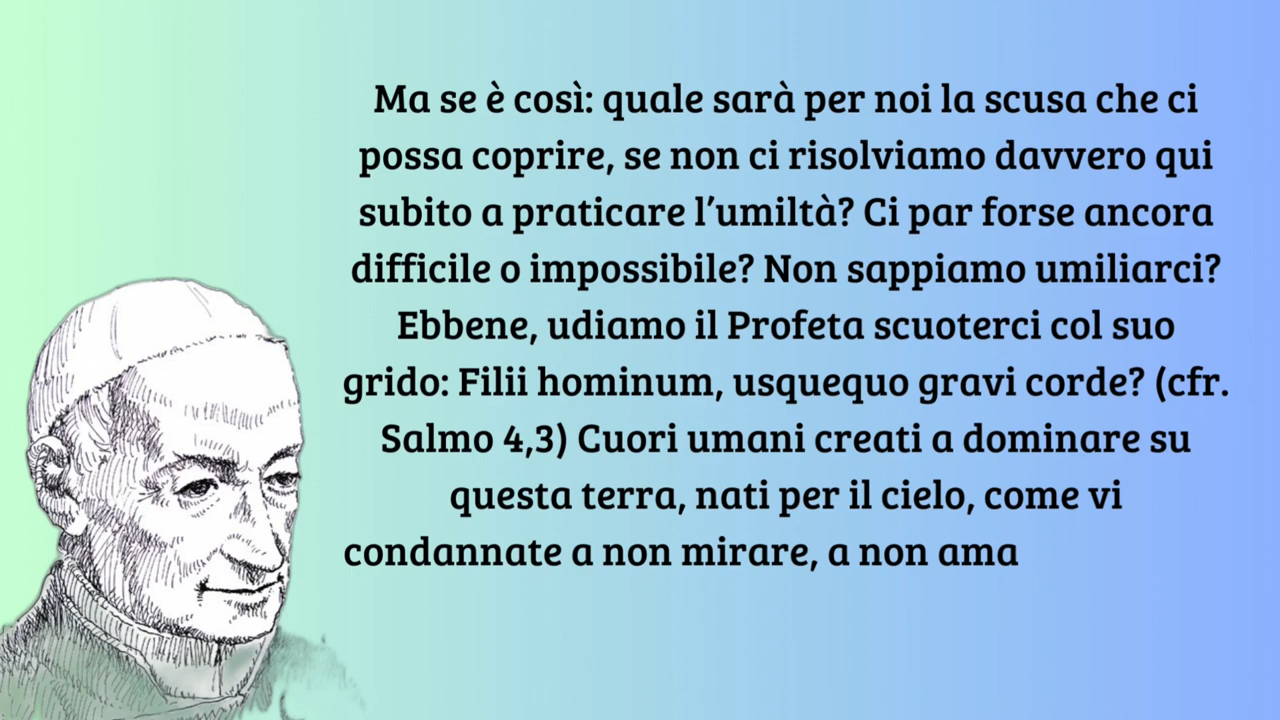 Ma se è così: quale sarà per noi la scusa che ci
possa coprire, se non ci risolviamo davvero qui
subito a praticare l’umiltà? Ci par forse ancora
difficile o impossibile? Non sappiamo umiliarci?
Ebbene, udiamo il Profeta scuoterci col suo
grido: Filii hominum, usquequo gravi corde? (cfr.
Salmo 4,3) Cuori umani creati a dominare su
questa terra, nati per il cielo, come vi
condannate a non mirare, a non ama